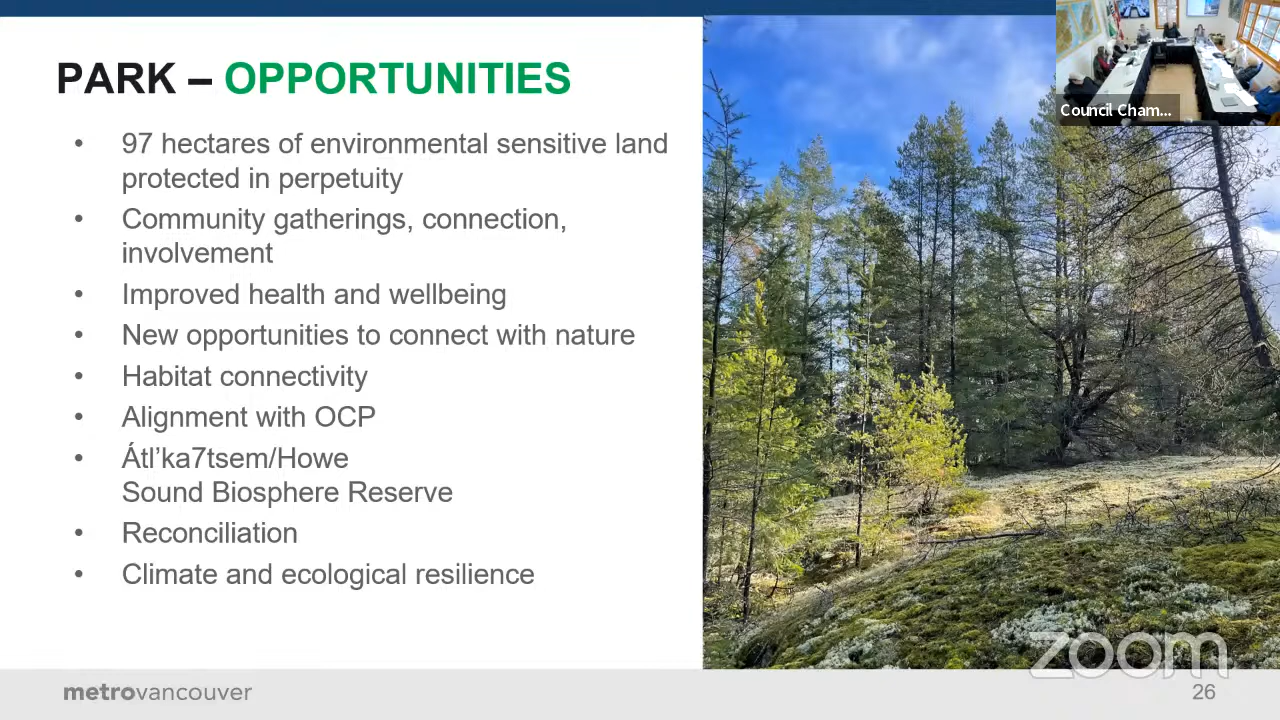 PARK – OPPORTUNITIES
Council Cham...
• 97 hectares of environmental sensitive land
protected in perpetuity
• Community gatherings, connection,
involvement
• Improved health and wellbeing
• New opportunities to connect with nature
• Habitat connectivity
• Alignment with OCP
• Átl’ka7tsem/Howe
Sound Biosphere Reserve
• Reconciliation
• Climate and ecological resilience
zoom
metrovancouver
26